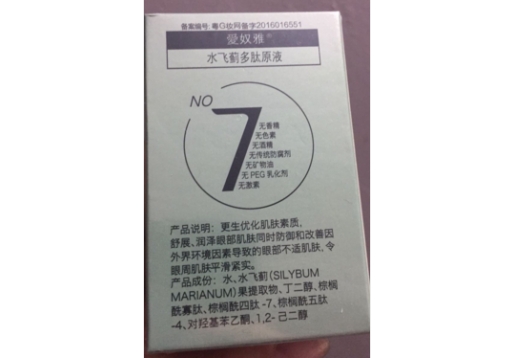 备案编号:粤G妆网备字2016016551
爱奴雅®
水飞蓟多肽原液
NO
7
无香精
无色素
无酒精
无传统防腐剂
无矿物油
无 PEG 乳化剂
无激素
产品说明:更生优化肌肤素质,
舒展、润泽眼部肌肤同时防御和改善因
外界环境因素导致的眼部不适肌肤,令
眼周肌肤平滑紧实。
产品成份:水、水飞蓟(SILYBUM
MARIANUM)果提取物、丁二醇、棕榈
酰寡肽、棕榈酰四肽-7、棕榈酰五肽
-4、对羟基苯乙酮、1,2-己二醇